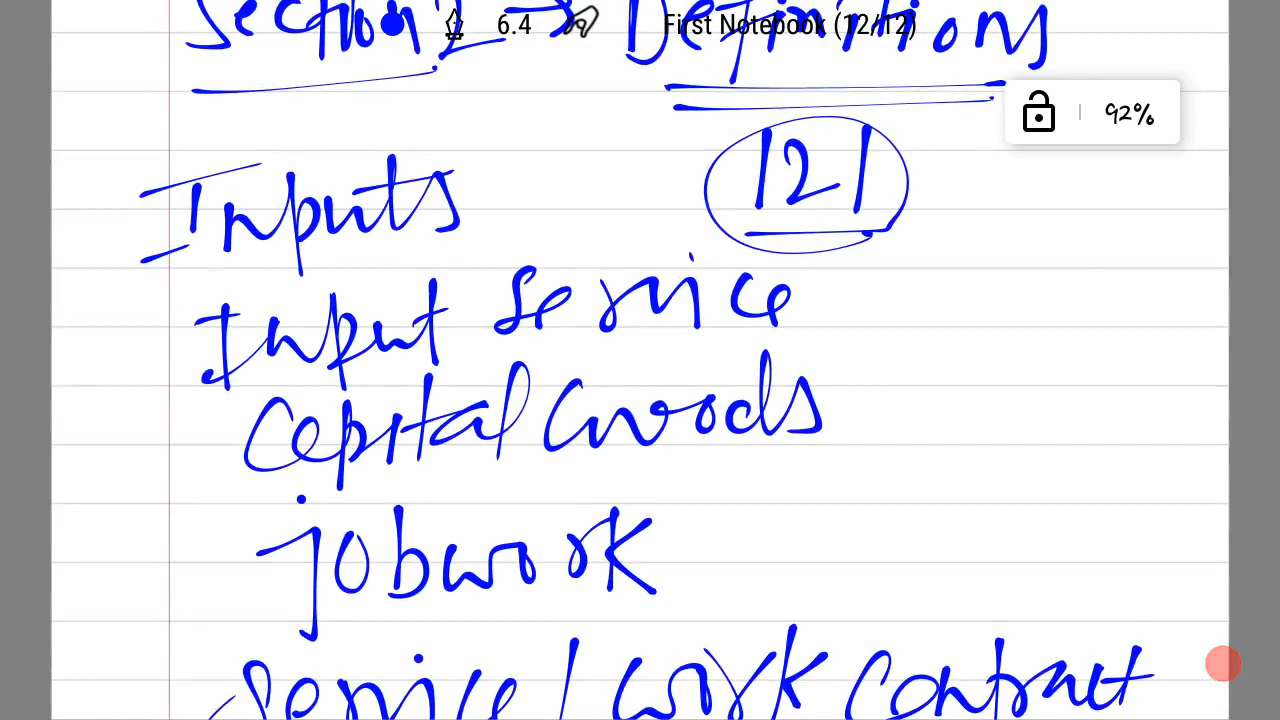 6.4 First Notebook (12/12)
Section 2 → Definitions
92%
121
Inputs
Input Service
Capital Goods
jobwork
Service / work contract